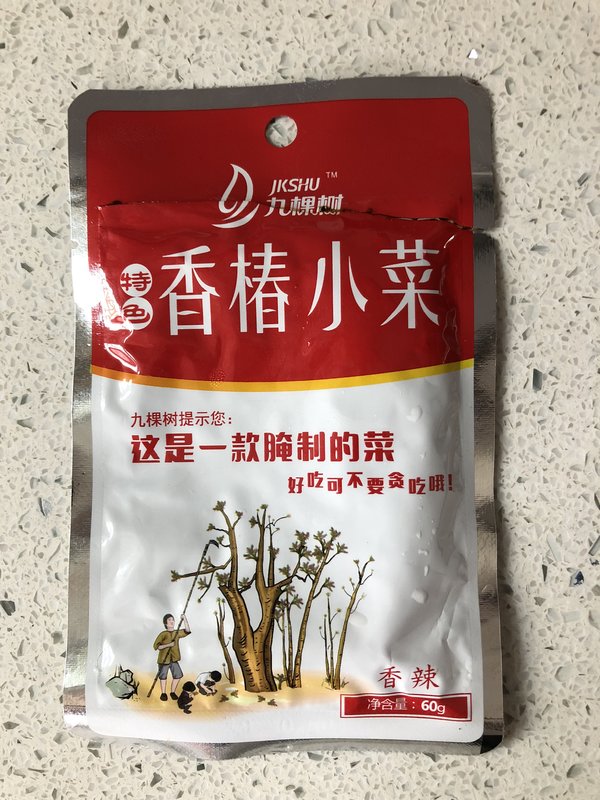 JKSHU™
九棵树
特色
香椿小菜
九棵树提示您：
这是一款腌制的菜
好吃可不要贪吃哦！
香辣
净含量：60g